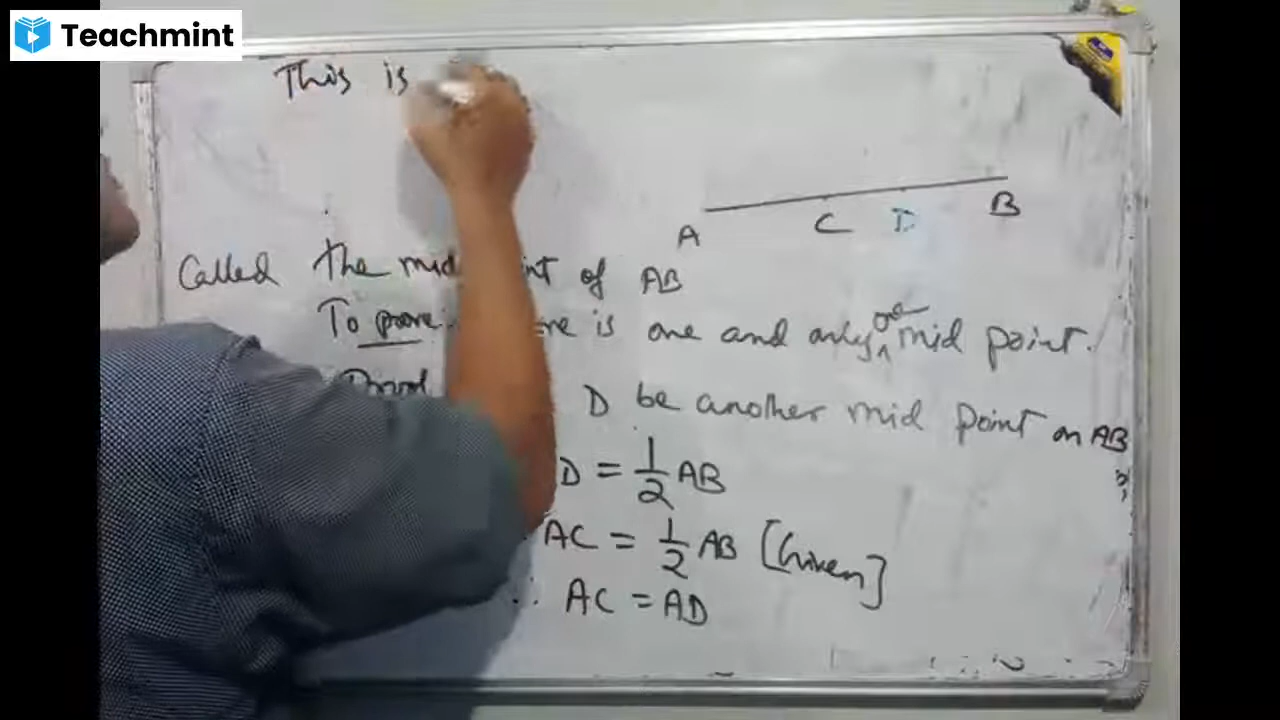 Teachmint
This is
A C D B
Called the mid of AB
To prove is one and only one mid point.
D be another mid point on AB
D = 1/2 AB
AC = 1/2 AB [Given]
∴ AC = AD